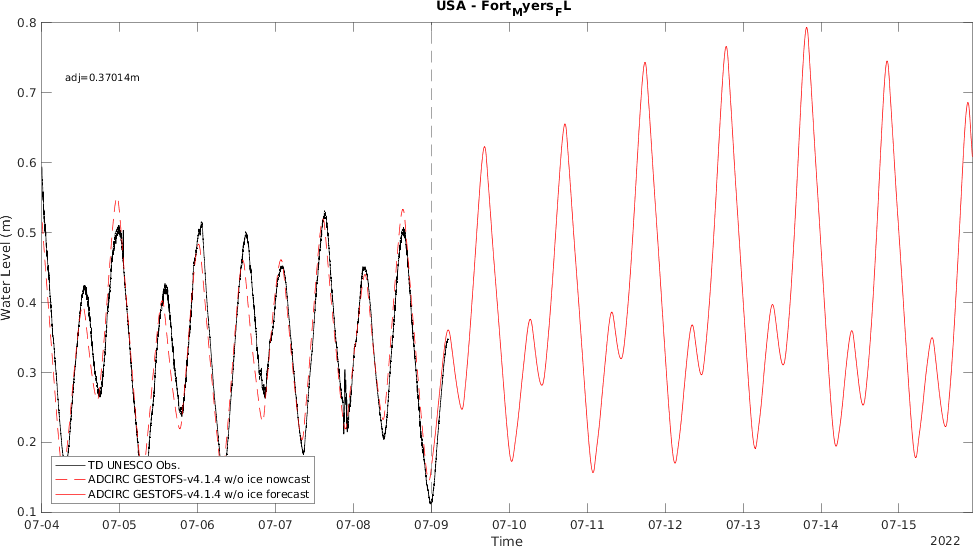 USA - Fort_Myers_FL
adj=0.37014m
0.8
0.7
0.6
0.5
0.4
0.3
0.2
0.1
Water Level (m)
TD UNESCO Obs.
ADCIRC GESTOFS-v4.1.4 w/o ice nowcast
ADCIRC GESTOFS-v4.1.4 w/o ice forecast
07-04 07-05 07-06 07-07 07-08 07-09 07-10 07-11 07-12 07-13 07-14 07-15
Time
2022